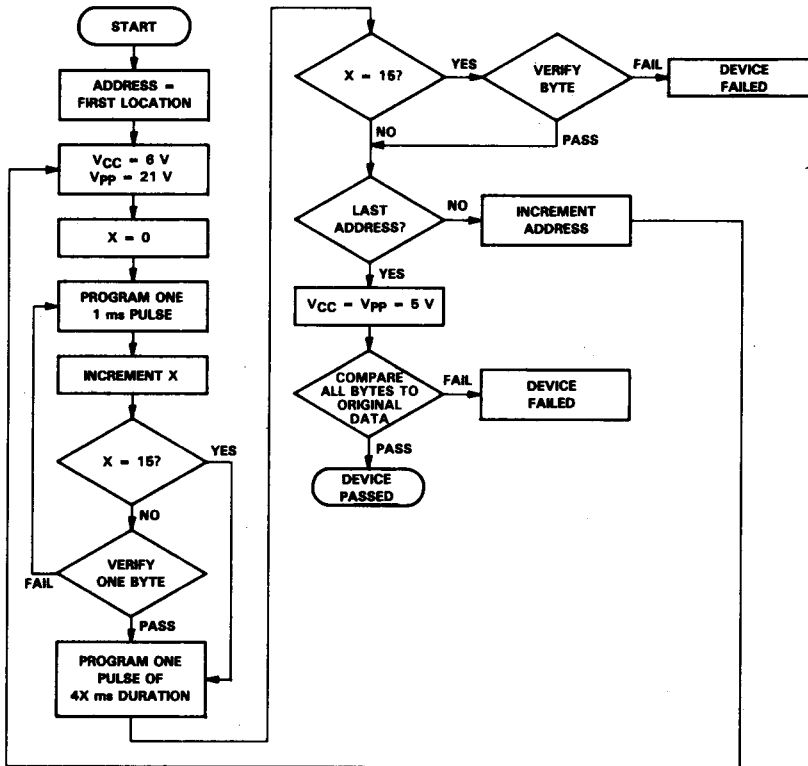 START
ADDRESS =
FIRST LOCATION
VCC = 6 V
VPP = 21 V
X = 0
PROGRAM ONE
1 ms PULSE
INCREMENT X
X = 15?
YES
NO
VERIFY
ONE BYTE
FAIL
PASS
PROGRAM ONE
PULSE OF
4X ms DURATION
X = 15?
YES
NO
VERIFY
BYTE
FAIL
PASS
DEVICE
FAILED
LAST
ADDRESS?
NO
YES
INCREMENT
ADDRESS
VCC = VPP = 5 V
COMPARE
ALL BYTES TO
ORIGINAL
DATA
FAIL
PASS
DEVICE
FAILED
DEVICE
PASSED